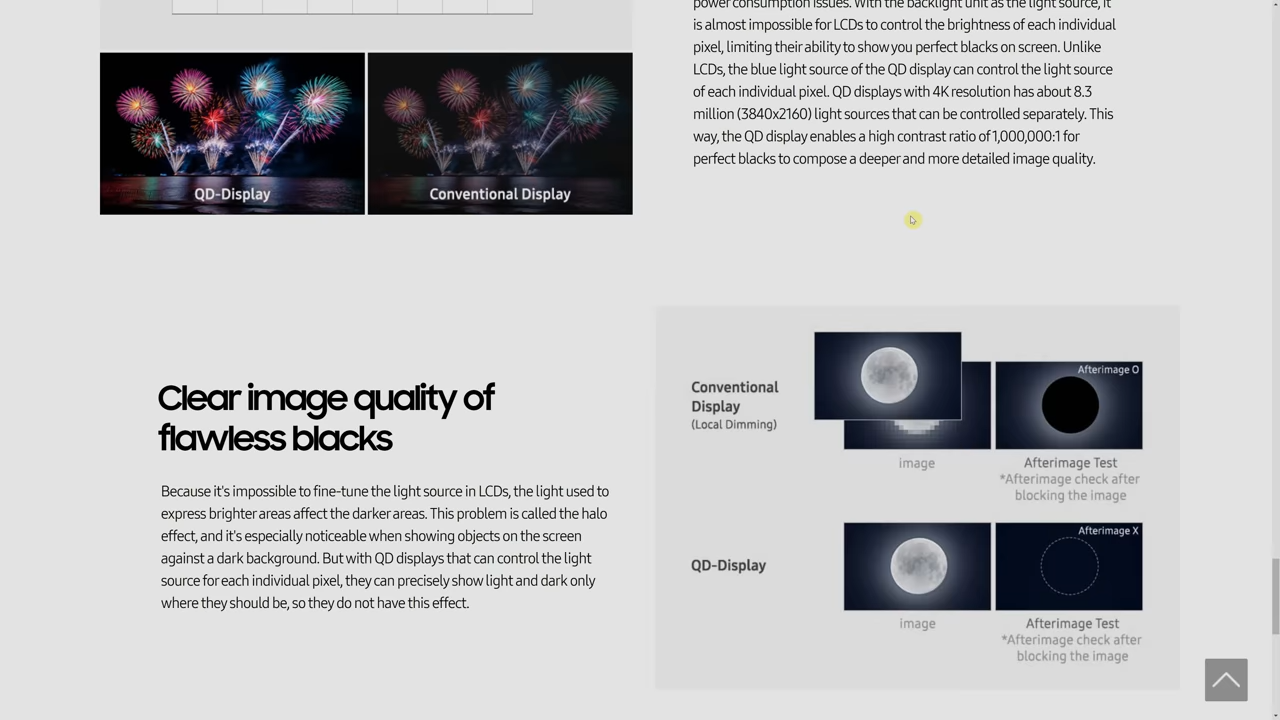 power consumption issues. With the backlight unit as the light source, it
is almost impossible for LCDs to control the brightness of each individual
pixel, limiting their ability to show you perfect blacks on screen. Unlike
LCDs, the blue light source of the QD display can control the light source
of each individual pixel. QD displays with 4K resolution has about 8.3
million (3840x2160) light sources that can be controlled separately. This
way, the QD display enables a high contrast ratio of 1,000,000:1 for
perfect blacks to compose a deeper and more detailed image quality.
QD-Display
Conventional Display
Clear image quality of
flawless blacks
Because it's impossible to fine-tune the light source in LCDs, the light used to
express brighter areas affect the darker areas. This problem is called the halo
effect, and it's especially noticeable when showing objects on the screen
against a dark background. But with QD displays that can control the light
source for each individual pixel, they can precisely show light and dark only
where they should be, so they do not have this effect.
Conventional
Display
(Local Dimming)
image
Afterimage O
Afterimage Test
*Afterimage check after
blocking the image
QD-Display
image
Afterimage X
Afterimage Test
*Afterimage check after
blocking the image